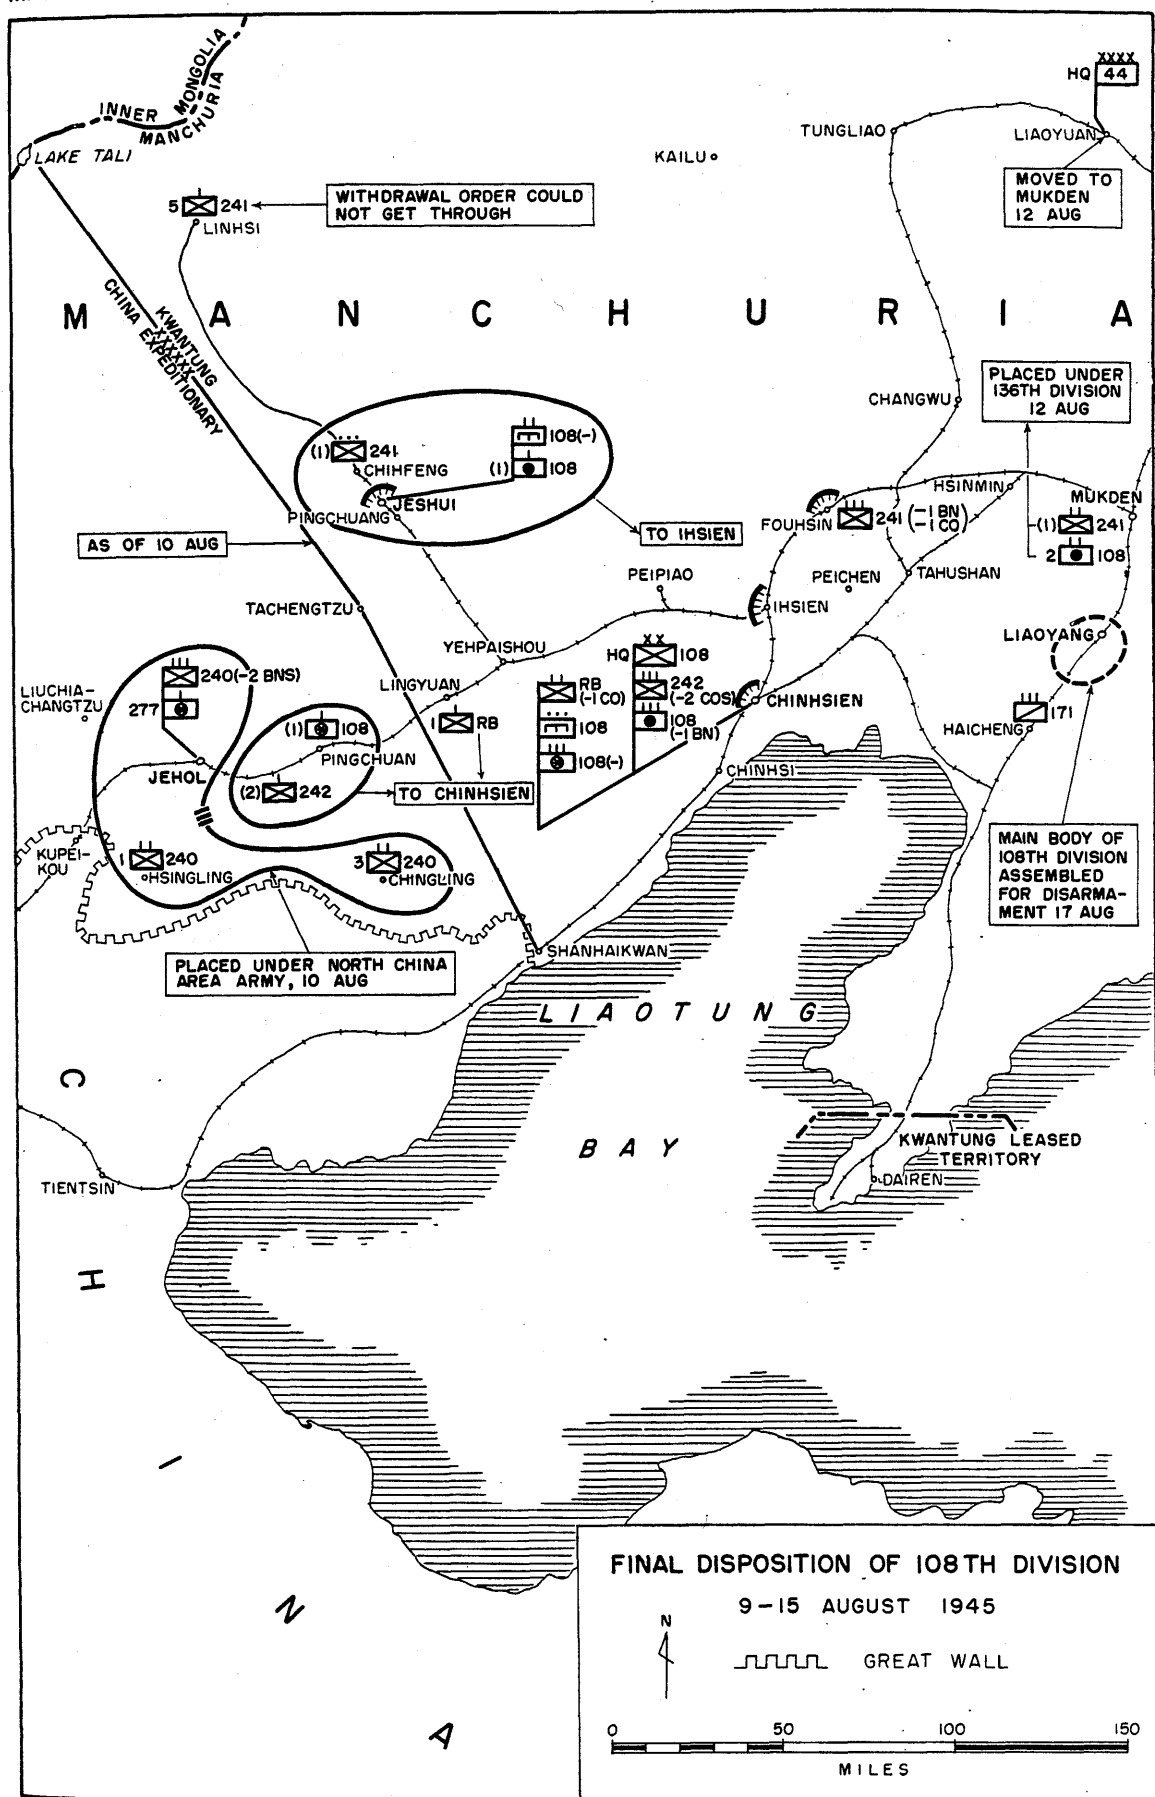 XXXX
HQ 44
INNER MONGOLIA
MANCHURIA
LAKE TALI
TUNGLIAO
LIAOYUAN
KAILU
MOVED TO
MUKDEN
12 AUG
5 241
WITHDRAWAL ORDER COULD
NOT GET THROUGH
LINHSI
KWANTUNG
XXXXXX
CHINA EXPEDITIONARY
M A N C H U R I A
PLACED UNDER
136TH DIVISION
12 AUG
CHANGWU
108(-)
(1) 241
(1) 108
CHIHFENG
JESHUI
PINGCHUANG
TO IHSIEN
AS OF 10 AUG
HSINMIN
MUKDEN
FOUHSIN
241 (-1 BN)
(-1 CO)
(1) 241
2 108
PEIPIAO
PEICHEN
TAHUSHAN
TACHENGTZU
IHSIEN
LIAOYANG
YEHPAISHOU
XX
HQ 108
240(-2 BNS)
LIUCHIA-
CHANGTZU
277
LINGYUAN
1 RB
RB
(-1 CO)
242
(-2 COS)
CHINHSIEN
108
108
(-1 BN)
171
HAICHENG
(1) 108
PINGCHUAN
108(-)
JEHOL
CHINHSI
(2) 242
TO CHINHSIEN
KUPEI-
KOU
1 240
HSINGLING
3 240
CHINGLING
MAIN BODY OF
108TH DIVISION
ASSEMBLED
FOR DISARMA-
MENT 17 AUG
SHANHAIKWAN
PLACED UNDER NORTH CHINA
AREA ARMY, 10 AUG
LIAOTUNG
BAY
KWANTUNG LEASED
TERRITORY
DAIREN
TIENTSIN
C H I N A
FINAL DISPOSITION OF 108TH DIVISION
9-15 AUGUST 1945
N
GREAT WALL
0 50 100 150
MILES